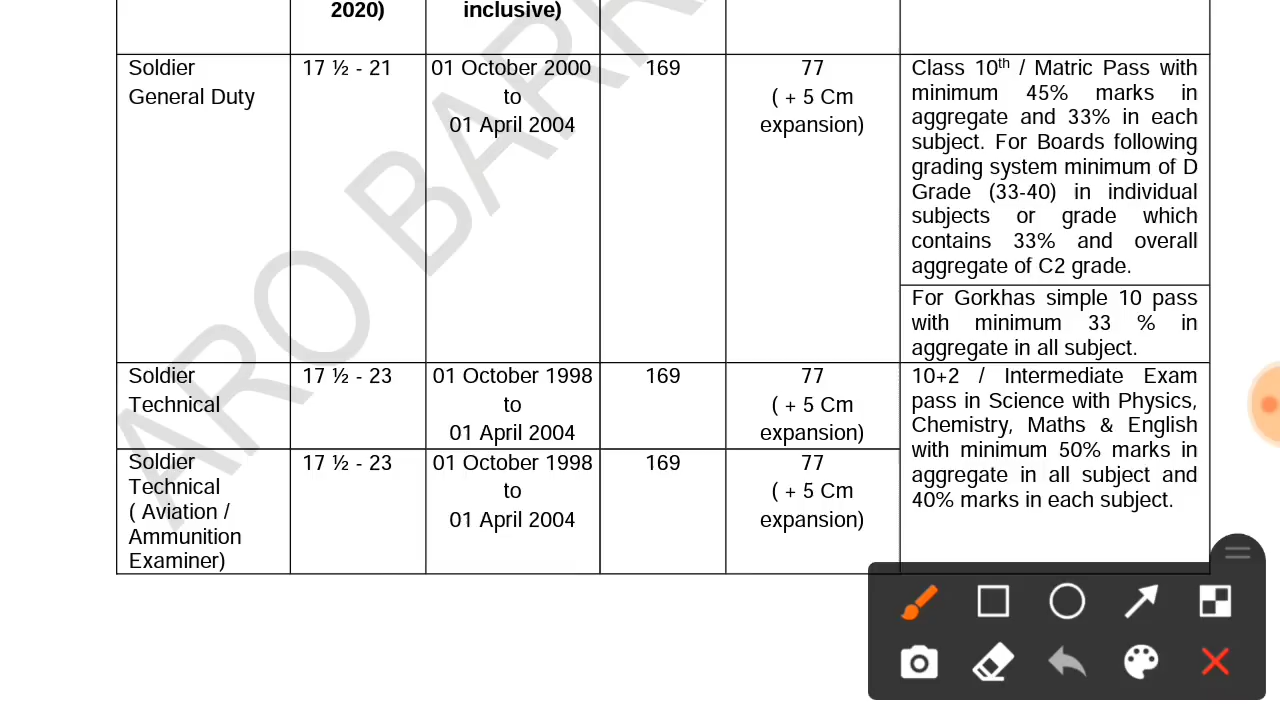 2020)
inclusive)
Soldier
General Duty
17 ½ - 21
01 October 2000
to
01 April 2004
169
77
( + 5 Cm
expansion)
Class 10th / Matric Pass with
minimum 45% marks in
aggregate and 33% in each
subject. For Boards following
grading system minimum of D
Grade (33-40) in individual
subjects or grade which
contains 33% and overall
aggregate of C2 grade.
For Gorkhas simple 10 pass
with minimum 33 % in
aggregate in all subject.
Soldier
Technical
17 ½ - 23
01 October 1998
to
01 April 2004
169
77
( + 5 Cm
expansion)
10+2 / Intermediate Exam
pass in Science with Physics,
Chemistry, Maths & English
with minimum 50% marks in
aggregate in all subject and
40% marks in each subject.
Soldier
Technical
( Aviation /
Ammunition
Examiner)
17 ½ - 23
01 October 1998
to
01 April 2004
169
77
( + 5 Cm
expansion)
ARO BARR